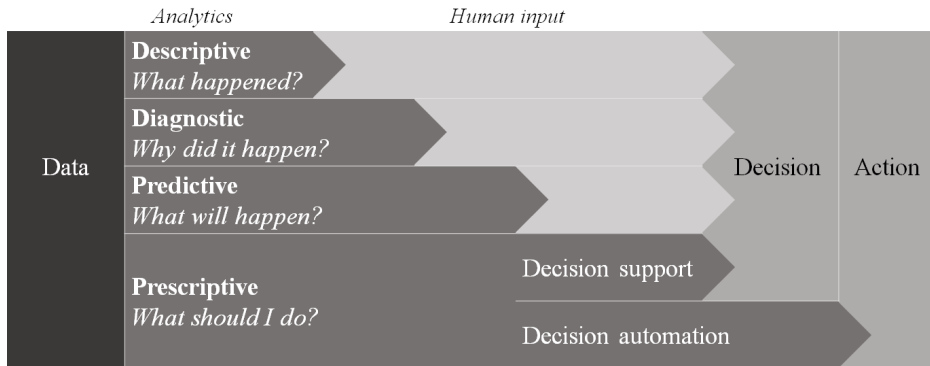 Analytics
Human input
Descriptive
What happened?
Diagnostic
Why did it happen?
Data
Decision
Action
Predictive
What will happen?
Decision support
Prescriptive
What should I do?
Decision automation